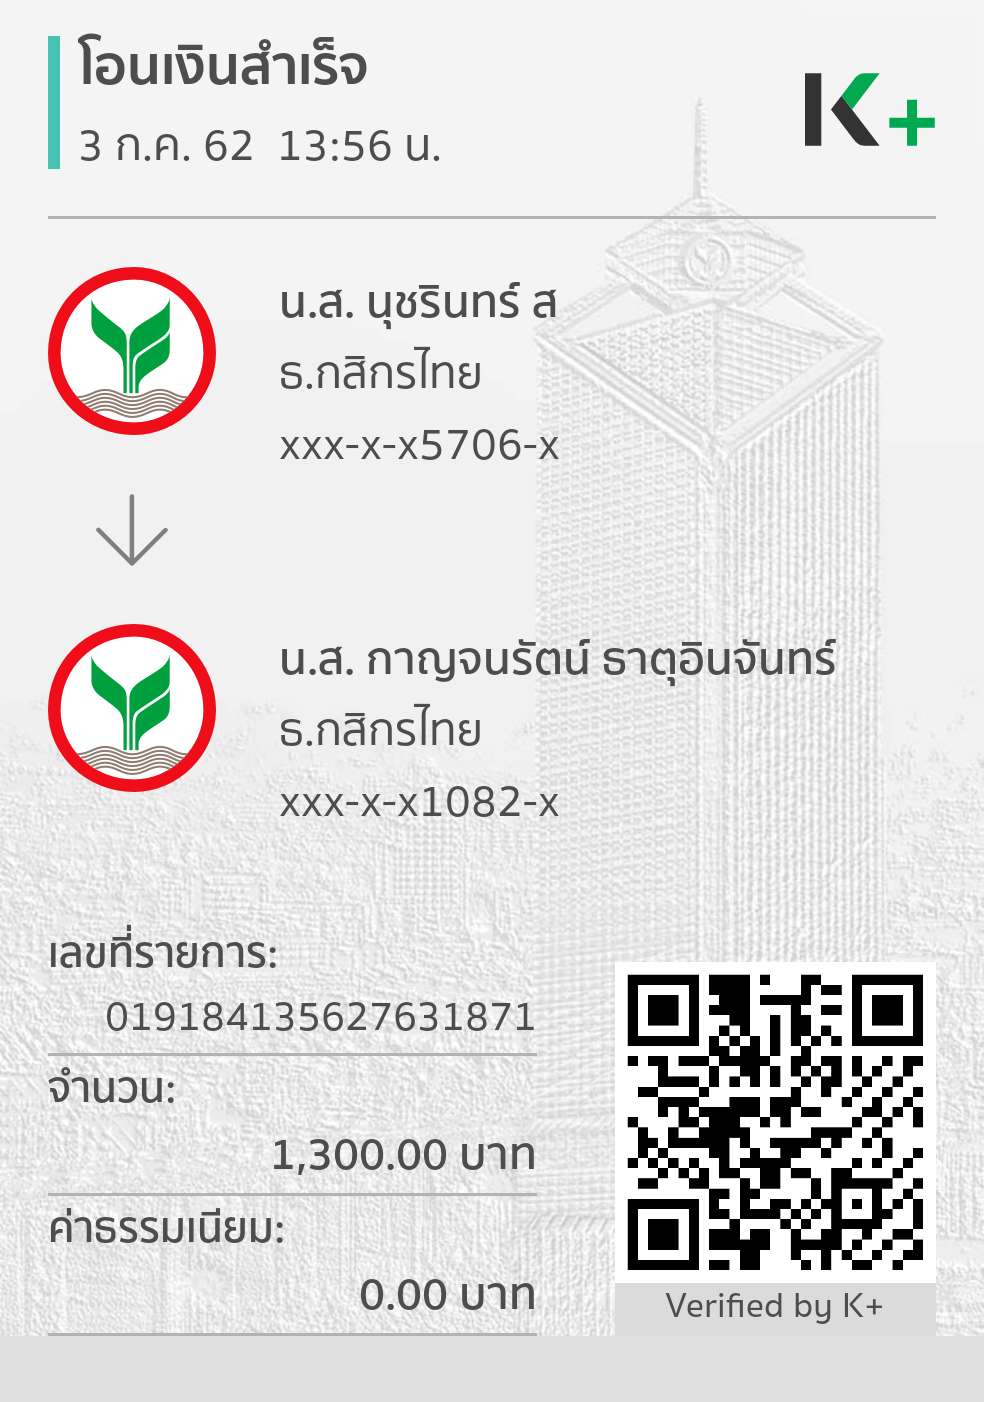 โอนเงินสำเร็จ
3 ก.ค. 62 13:56 น.
K+
น.ส. นุชรินทร์ ส
ธ.กสิกรไทย
xxx-x-x5706-x
น.ส. กาญจนรัตน์ ธาตุอินจันทร์
ธ.กสิกรไทย
xxx-x-x1082-x
เลขที่รายการ:
019184135627631871
จำนวน:
1,300.00 บาท
ค่าธรรมเนียม:
0.00 บาท
Verified by K+